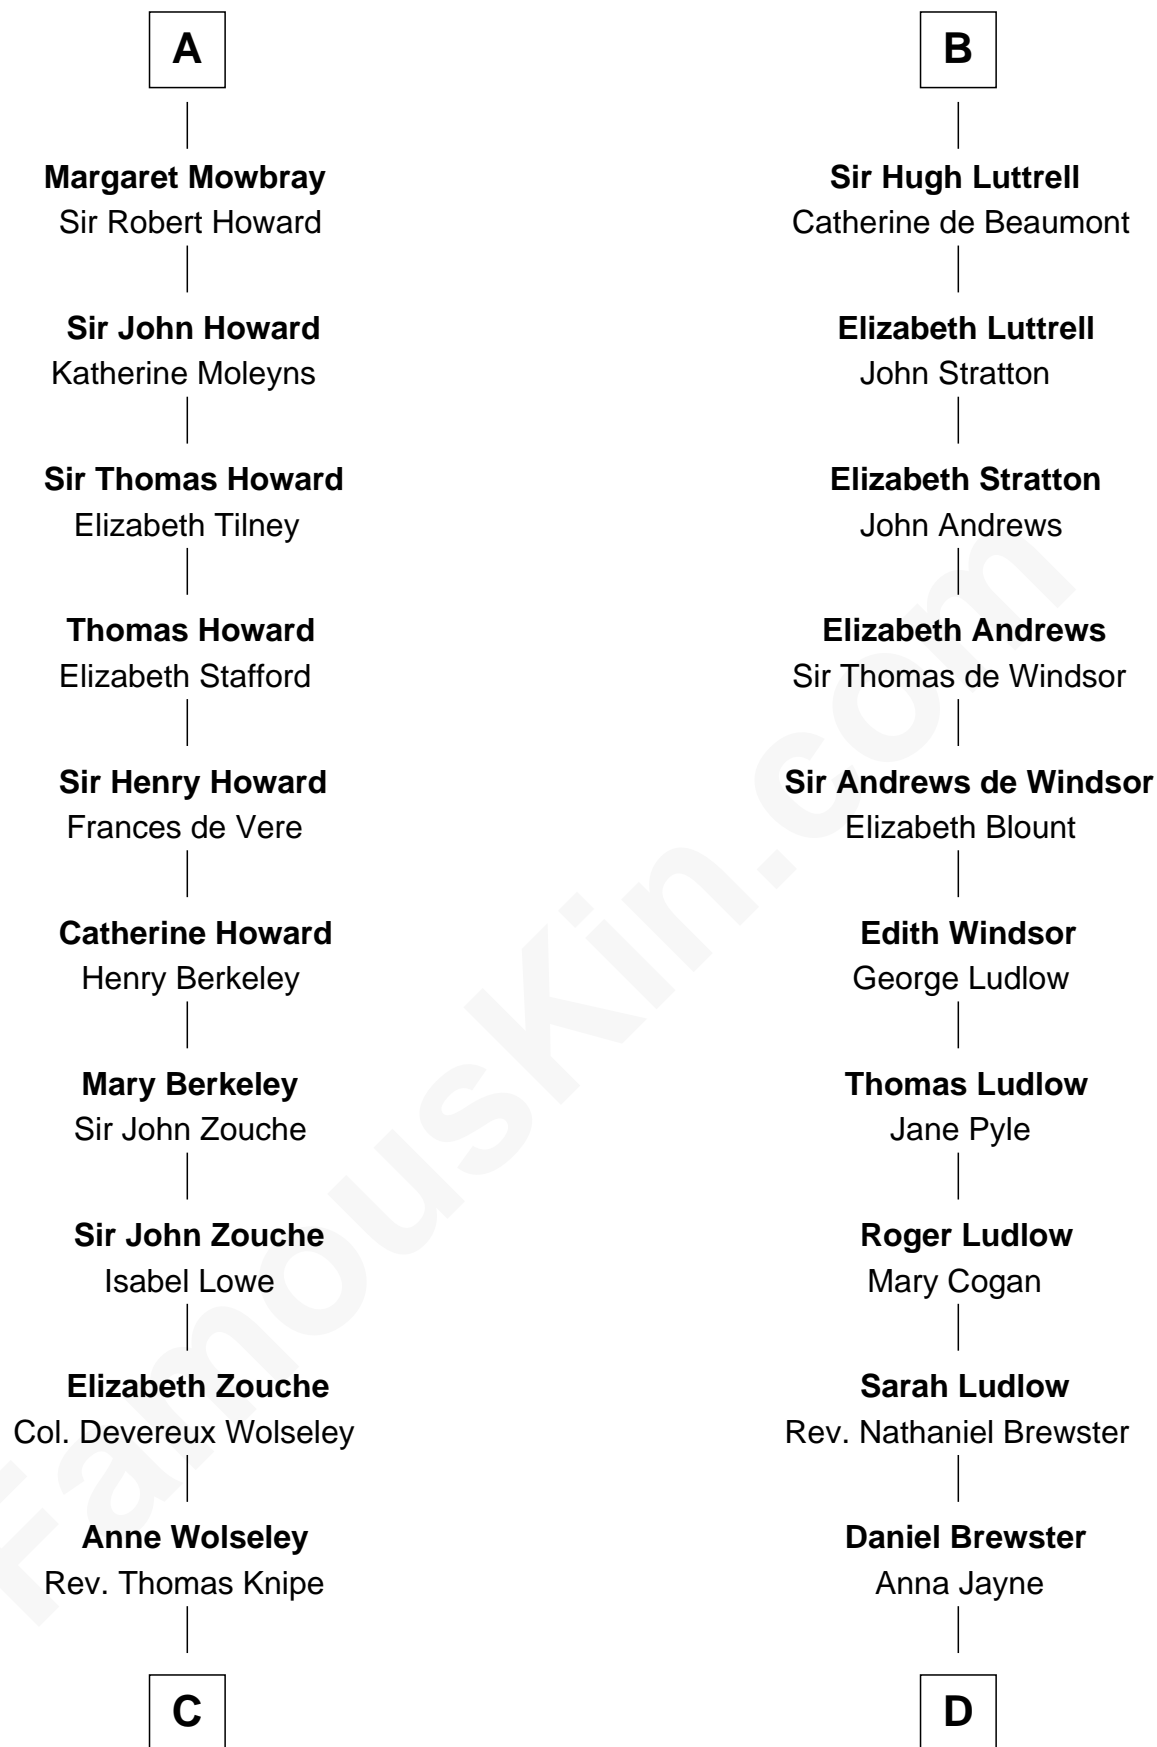 A
Margaret Mowbray
Sir Robert Howard
Sir John Howard
Katherine Moleyns
Sir Thomas Howard
Elizabeth Tilney
Thomas Howard
Elizabeth Stafford
Sir Henry Howard
Frances de Vere
Catherine Howard
Henry Berkeley
Mary Berkeley
Sir John Zouche
Sir John Zouche
Isabel Lowe
Elizabeth Zouche
Col. Devereux Wolseley
Anne Wolseley
Rev. Thomas Knipe
C
B
Sir Hugh Luttrell
Catherine de Beaumont
Elizabeth Luttrell
John Stratton
Elizabeth Stratton
John Andrews
Elizabeth Andrews
Sir Thomas de Windsor
Sir Andrews de Windsor
Elizabeth Blount
Edith Windsor
George Ludlow
Thomas Ludlow
Jane Pyle
Roger Ludlow
Mary Cogan
Sarah Ludlow
Rev. Nathaniel Brewster
Daniel Brewster
Anna Jayne
D
FamousKin.com